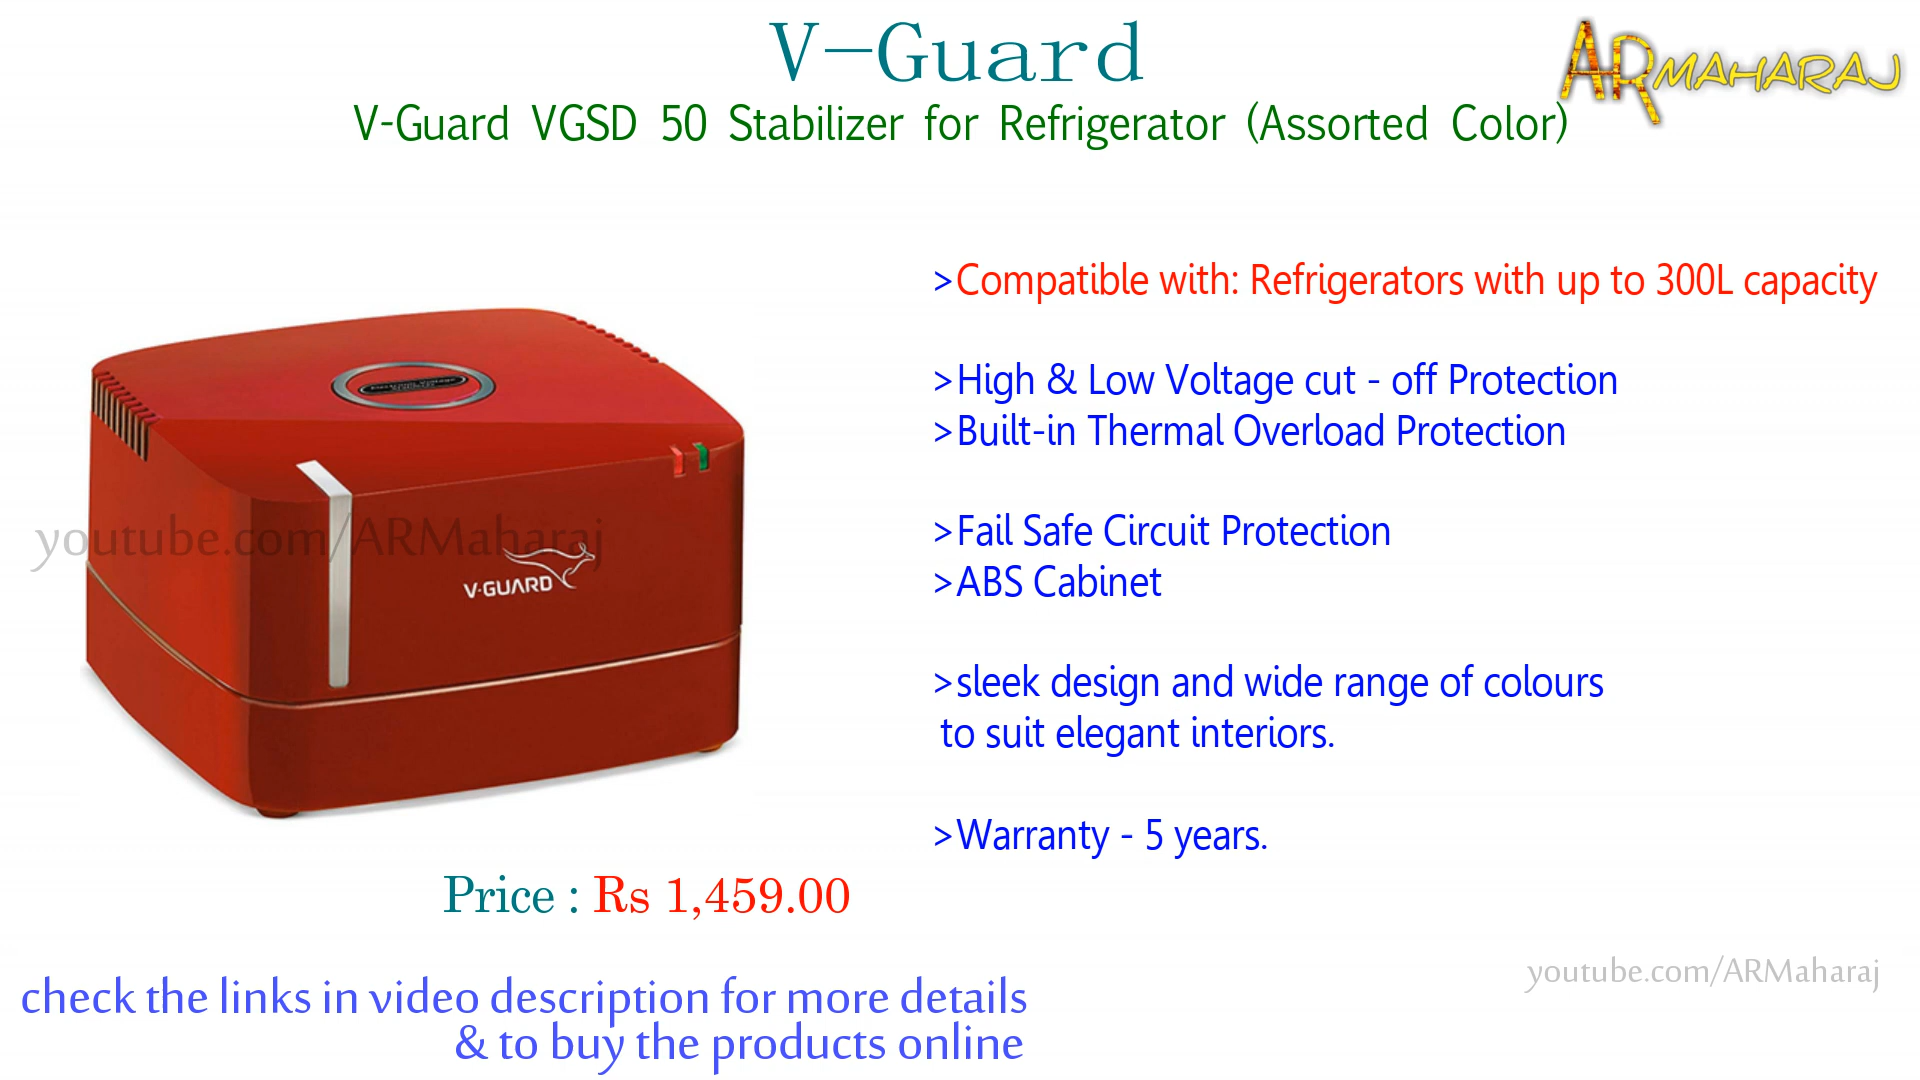 V-Guard
ARMAHARAJ
V-Guard VGSD 50 Stabilizer for Refrigerator (Assorted Color)
>Compatible with: Refrigerators with up to 300L capacity
>High & Low Voltage cut - off Protection
>Built-in Thermal Overload Protection
>Fail Safe Circuit Protection
>ABS Cabinet
>sleek design and wide range of colours
to suit elegant interiors.
>Warranty - 5 years.
youtube.com/ARMaharaj
V-GUARD
Price : Rs 1,459.00
check the links in video description for more details
& to buy the products online
youtube.com/ARMaharaj